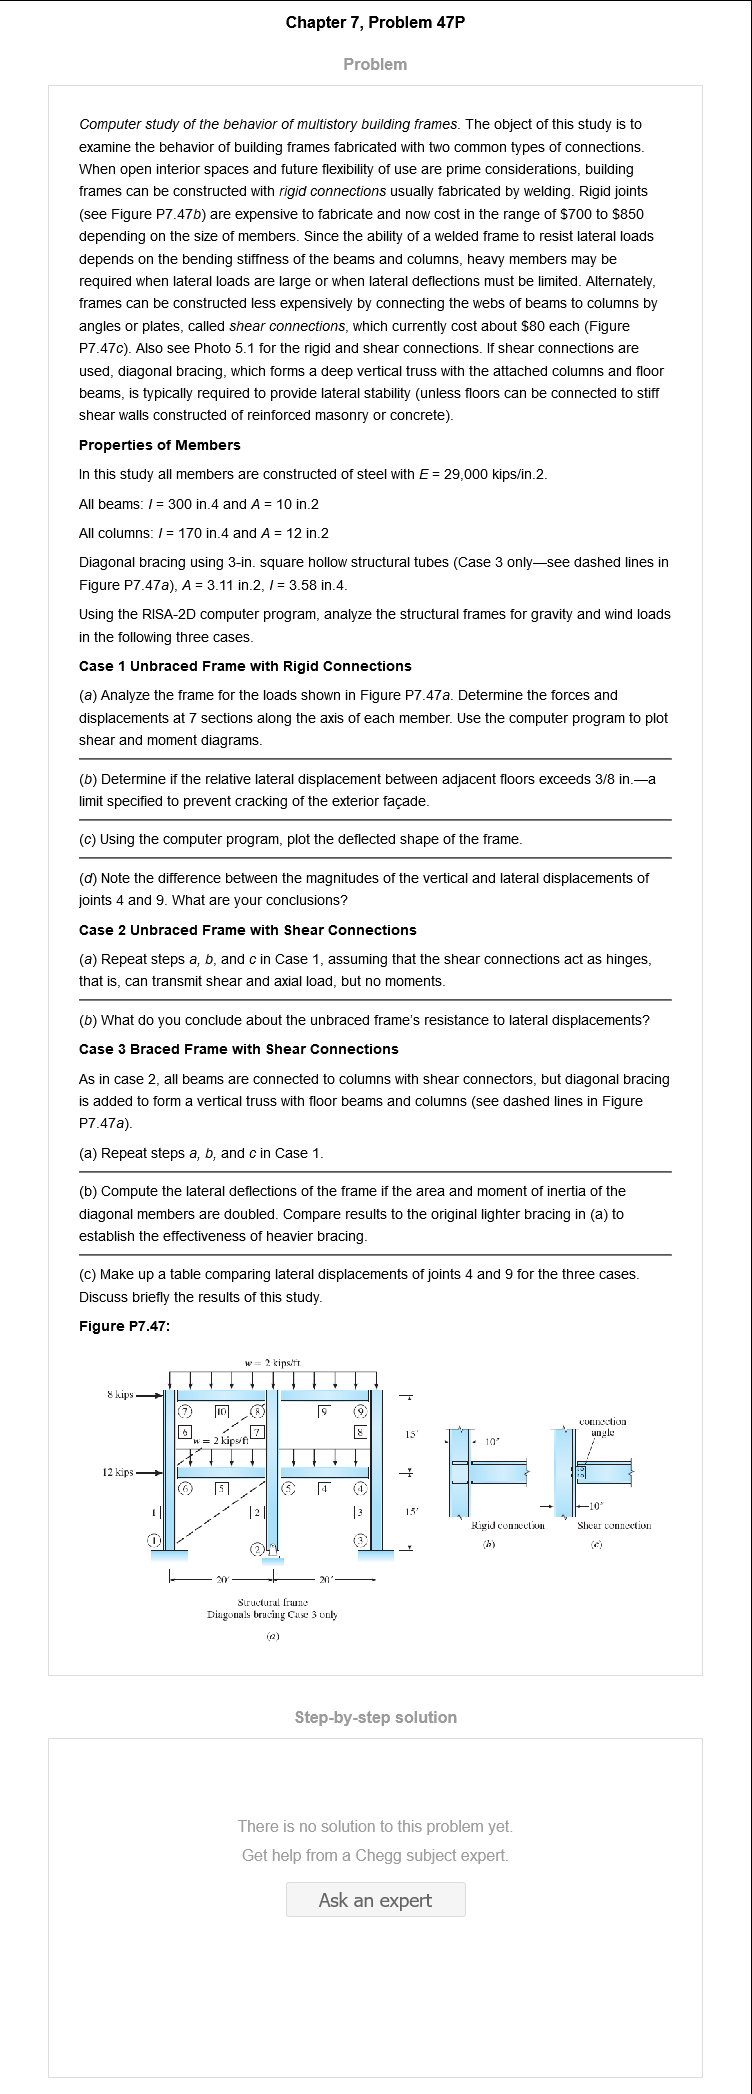 Chapter 7, Problem 47P
Problem
Computer study of the behavior of multistory building frames. The object of this study is to
examine the behavior of building frames fabricated with two common types of connections.
When open interior spaces and future flexibility of use are prime considerations, building
frames can be constructed with rigid connections usually fabricated by welding. Rigid joints
(see Figure P7.47b) are expensive to fabricate and now cost in the range of $700 to $850
depending on the size of members. Since the ability of a welded frame to resist lateral loads
depends on the bending stiffness of the beams and columns, heavy members may be
required when lateral loads are large or when lateral deflections must be limited. Alternately,
frames can be constructed less expensively by connecting the webs of beams to columns by
angles or plates, called shear connections, which currently cost about $80 each (Figure
P7.47c). Also see Photo 5.1 for the rigid and shear connections. If shear connections are
used, diagonal bracing, which forms a deep vertical truss with the attached columns and floor
beams, is typically required to provide lateral stability (unless floors can be connected to stiff
shear walls constructed of reinforced masonry or concrete).
Properties of Members
In this study all members are constructed of steel with E = 29,000 kips/in.2.
All beams: I = 300 in.4 and A = 10 in.2
All columns: I = 170 in.4 and A = 12 in.2
Diagonal bracing using 3-in. square hollow structural tubes (Case 3 only—see dashed lines in
Figure P7.47a), A = 3.11 in.2, I = 3.58 in.4.
Using the RISA-2D computer program, analyze the structural frames for gravity and wind loads
in the following three cases.
Case 1 Unbraced Frame with Rigid Connections
(a) Analyze the frame for the loads shown in Figure P7.47a. Determine the forces and
displacements at 7 sections along the axis of each member. Use the computer program to plot
shear and moment diagrams.
(b) Determine if the relative lateral displacement between adjacent floors exceeds 3/8 in.—a
limit specified to prevent cracking of the exterior façade.
(c) Using the computer program, plot the deflected shape of the frame.
(d) Note the difference between the magnitudes of the vertical and lateral displacements of
joints 4 and 9. What are your conclusions?
Case 2 Unbraced Frame with Shear Connections
(a) Repeat steps a, b, and c in Case 1, assuming that the shear connections act as hinges,
that is, can transmit shear and axial load, but no moments.
(b) What do you conclude about the unbraced frame's resistance to lateral displacements?
Case 3 Braced Frame with Shear Connections
As in case 2, all beams are connected to columns with shear connectors, but diagonal bracing
is added to form a vertical truss with floor beams and columns (see dashed lines in Figure
P7.47a).
(a) Repeat steps a, b, and c in Case 1.
(b) Compute the lateral deflections of the frame if the area and moment of inertia of the
diagonal members are doubled. Compare results to the original lighter bracing in (a) to
establish the effectiveness of heavier bracing.
(c) Make up a table comparing lateral displacements of joints 4 and 9 for the three cases.
Discuss briefly the results of this study.
Figure P7.47:
w = 2 kips/ft
8 kips
7 10 8 9 9
6 7 8
w = 2 kips/ft
15'
12 kips
6 5 5 4 4
1 2 3
15'
1 2 3
20' 20'
Structural frame
Diagonals bracing Case 3 only
(a)
10"
Rigid connection
(b)
connection
angle
10"
Shear connection
(c)
Step-by-step solution
There is no solution to this problem yet.
Get help from a Chegg subject expert.
Ask an expert